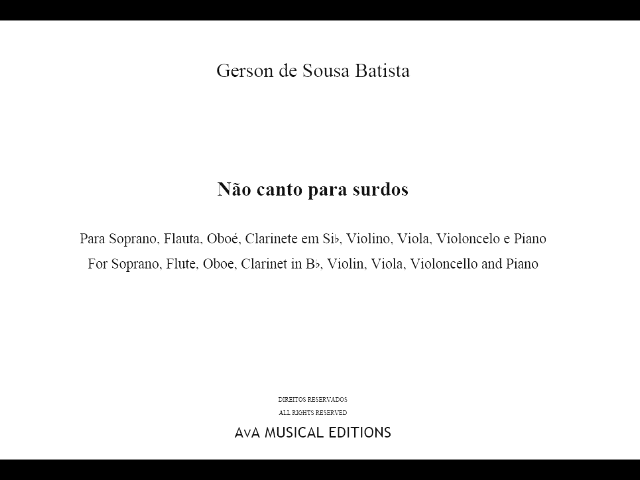 Gerson de Sousa Batista
Não canto para surdos
Para Soprano, Flauta, Oboé, Clarinete em Si♭, Violino, Viola, Violoncelo e Piano
For Soprano, Flute, Oboe, Clarinet in B♭, Violin, Viola, Violoncello and Piano
DIREITOS RESERVADOS
ALL RIGHTS RESERVED
AvA MUSICAL EDITIONS